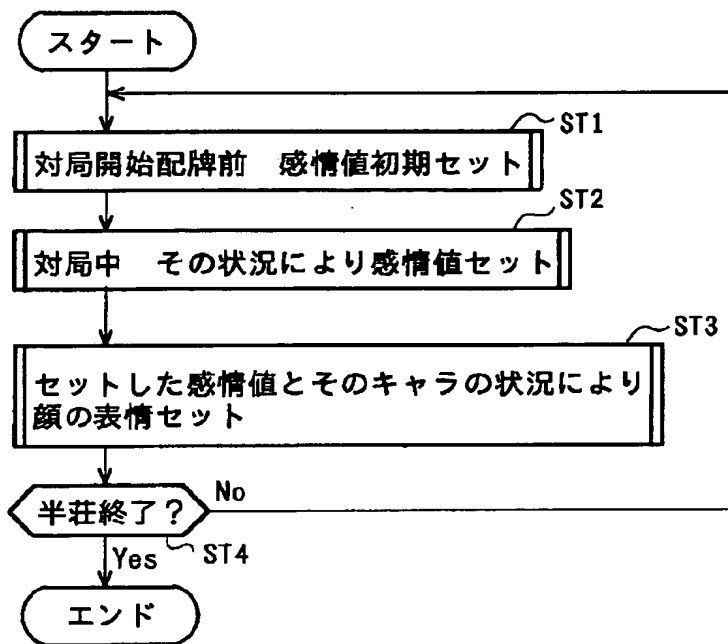 スタート
ST1
対局開始配牌前　感情値初期セット
ST2
対局中　その状況により感情値セット
ST3
セットした感情値とそのキャラの状況により
顔の表情セット
半荘終了？
No
ST4
Yes
エンド